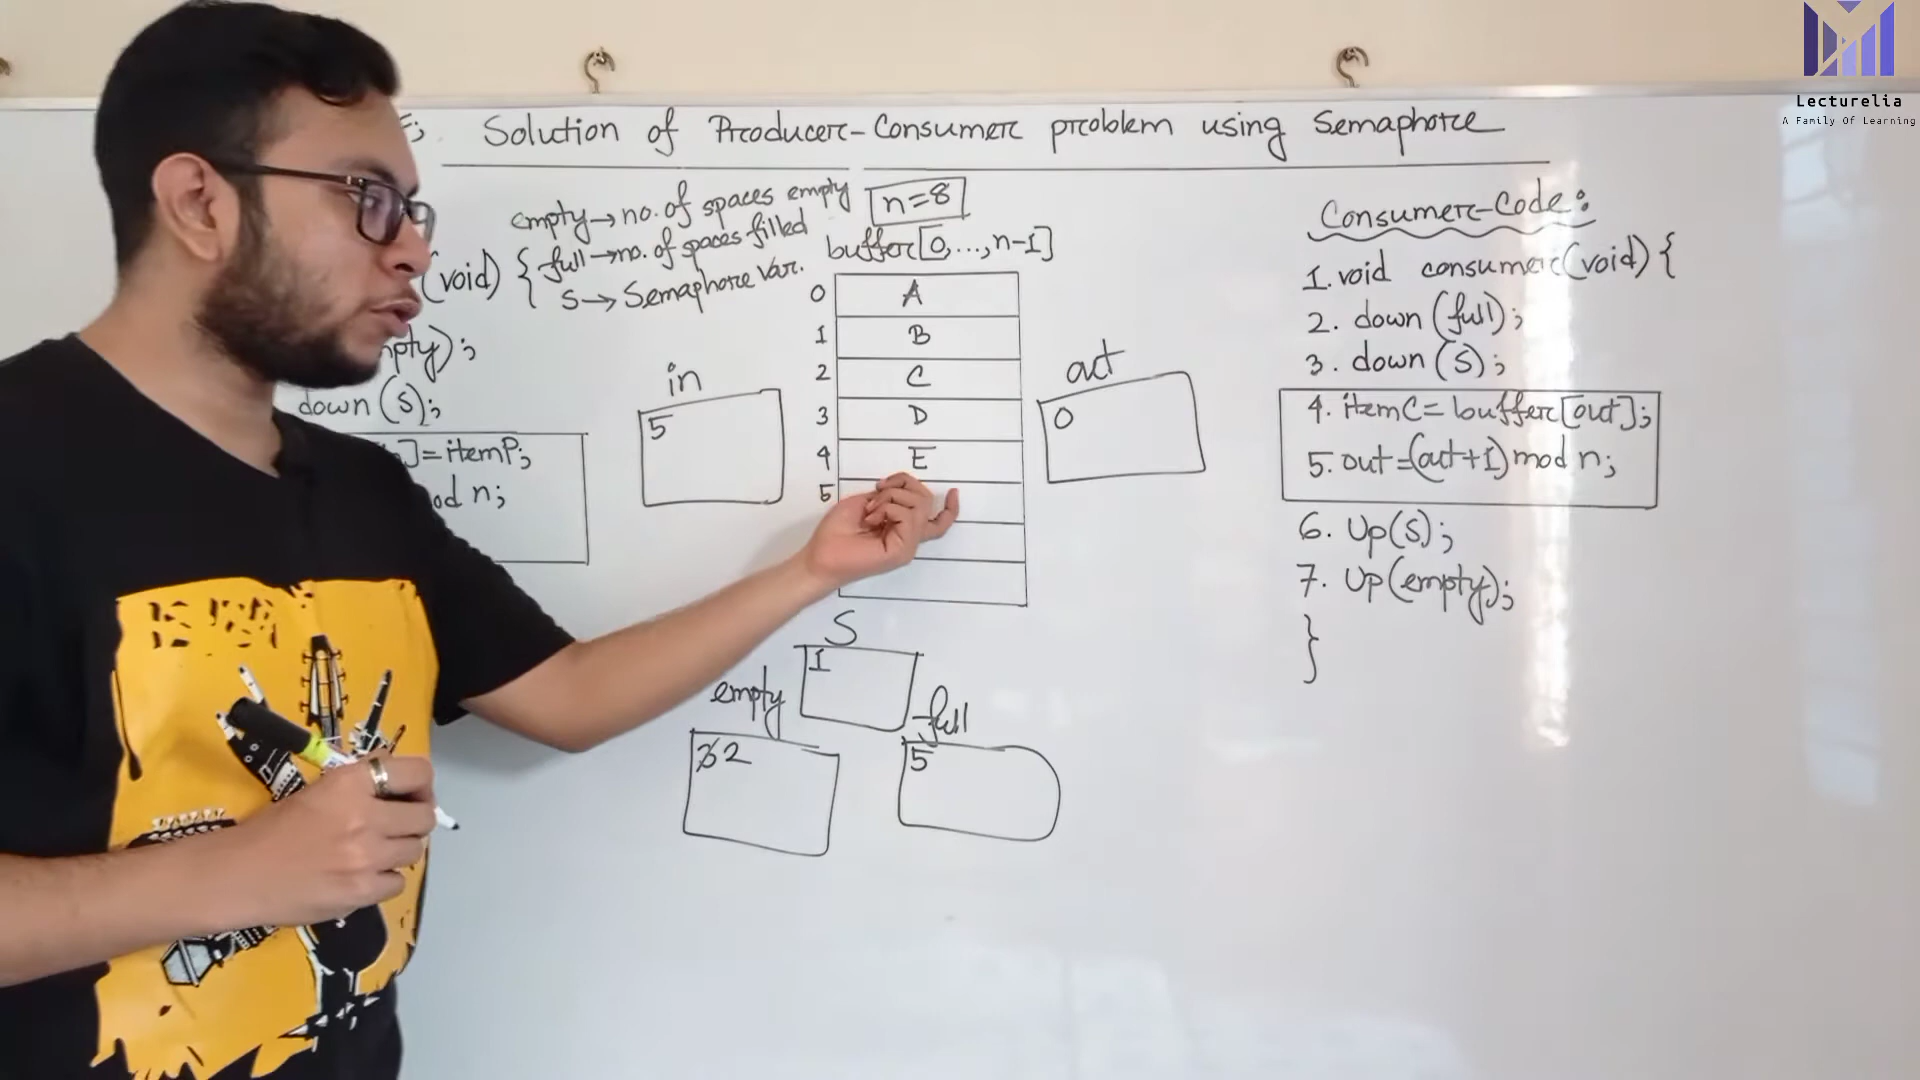 Solution of Producer-Consumer problem using Semaphore
empty→no. of spaces empty
full→no. of spaces filled
S→Semaphore Var.
n=8
buffer[0,...,n-1]
(void) {
pty);
down (S);
]=itemP;
od n;
in
5
0 A
1 B
2 C
3 D
4 E
5
out
0
S
1
empty
3 2
full
5
Consumer-Code:
1. void consumer(void) {
2. down (full);
3. down (S);
4. itemC= buffer[out];
5. out=(out+1) mod n;
6. Up(S);
7. Up(empty);
}
Lecturelia
A Family Of Learning